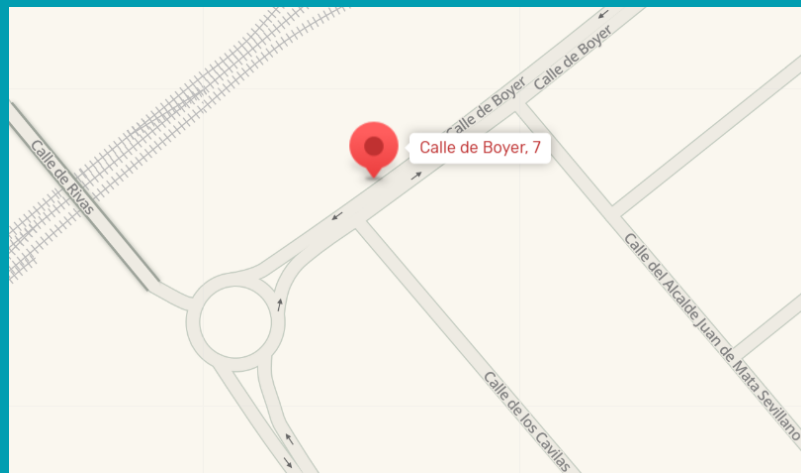 Calle de Boyer
Calle de Boyer
Calle de Boyer, 7
Calle de Rivas
Calle del Alcalde Juan de Mata Sevillano
Calle de los Cavilas